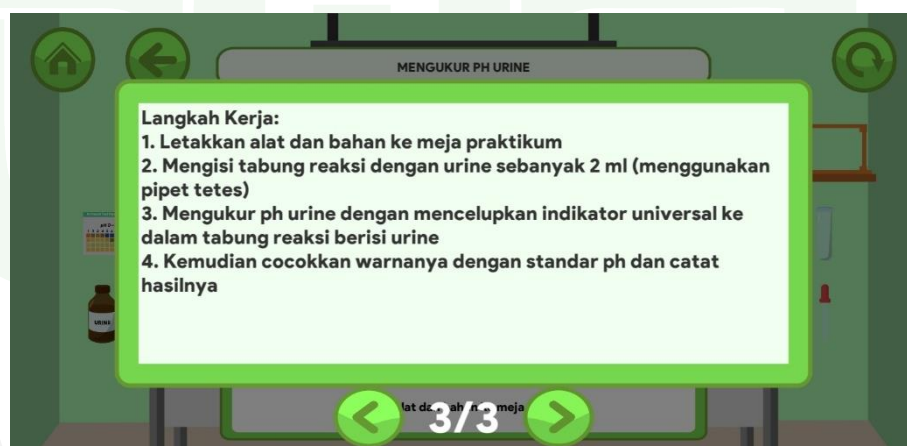 MENGUKUR PH URINE
Langkah Kerja:
1. Letakkan alat dan bahan ke meja praktikum
2. Mengisi tabung reaksi dengan urine sebanyak 2 ml (menggunakan
pipet tetes)
3. Mengukur ph urine dengan mencelupkan indikator universal ke
dalam tabung reaksi berisi urine
4. Kemudian cocokkan warnanya dengan standar ph dan catat
hasilnya
URINE
meja
3/3